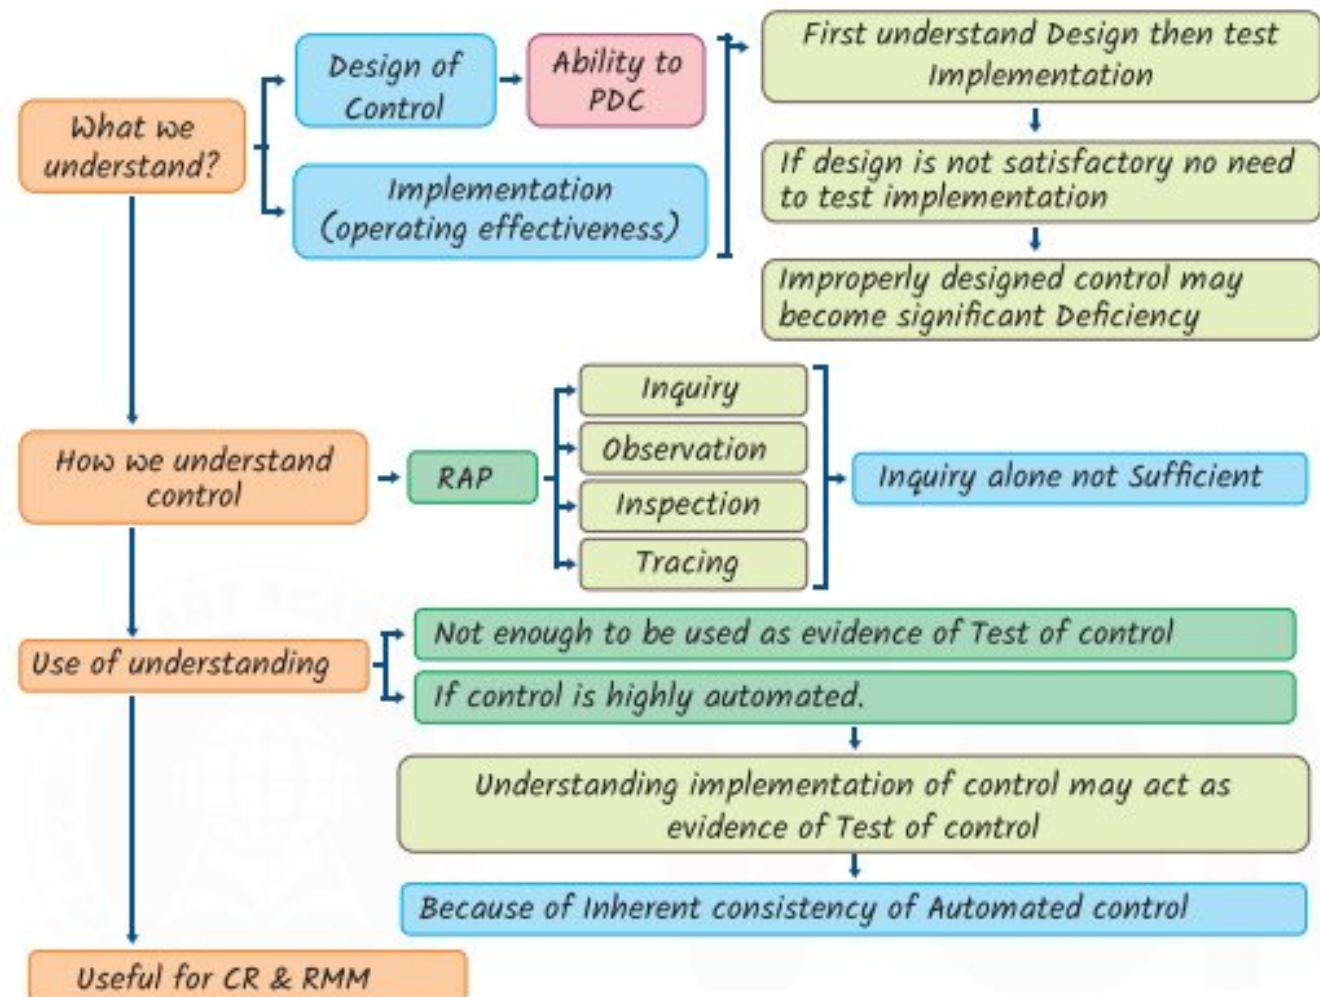 What we
understand?
Design of
Control
Ability to
PDC
Implementation
(operating effectiveness)
First understand Design then test
Implementation
If design is not satisfactory no need
to test implementation
Improperly designed control may
become significant Deficiency
How we understand
control
RAP
Inquiry
Observation
Inspection
Tracing
Inquiry alone not Sufficient
Use of understanding
Not enough to be used as evidence of Test of control
If control is highly automated.
Understanding implementation of control may act as
evidence of Test of control
Because of Inherent consistency of Automated control
Useful for CR & RMM